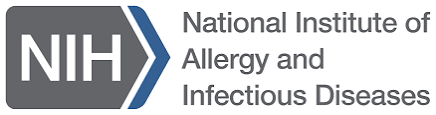 NIH
National Institute of
Allergy and
Infectious Diseases